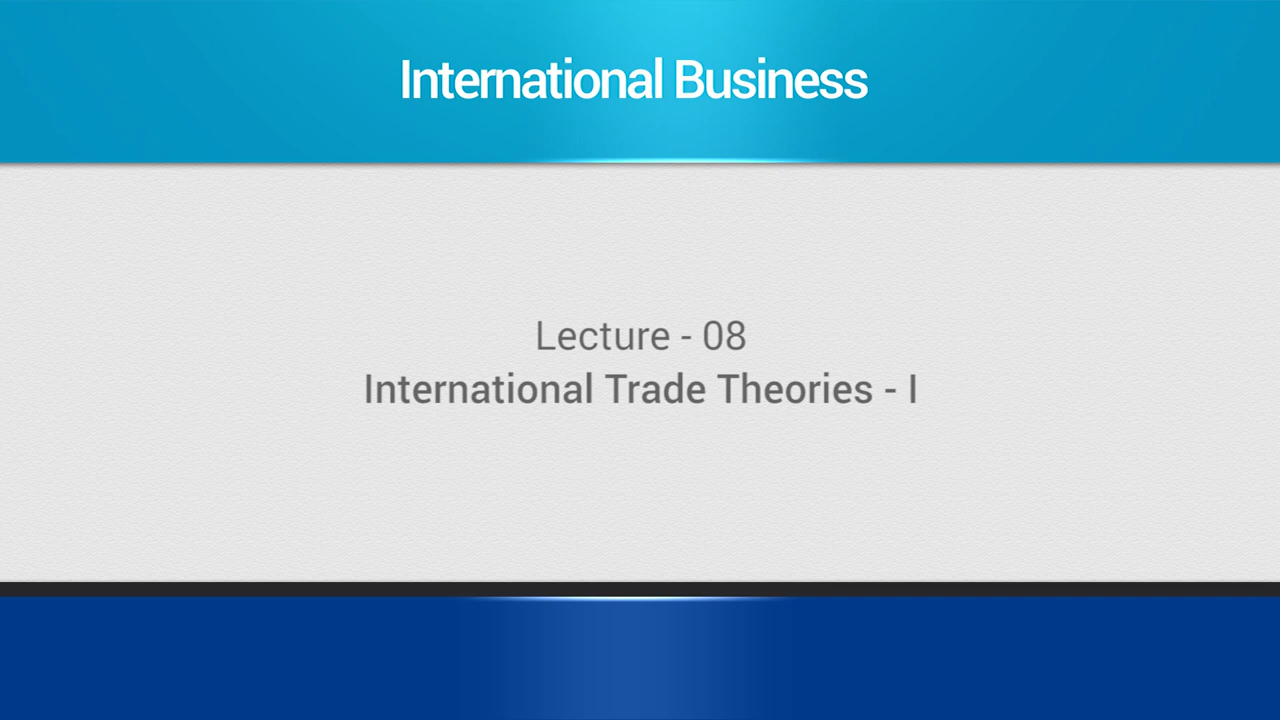 International Business
Lecture - 08
International Trade Theories - I